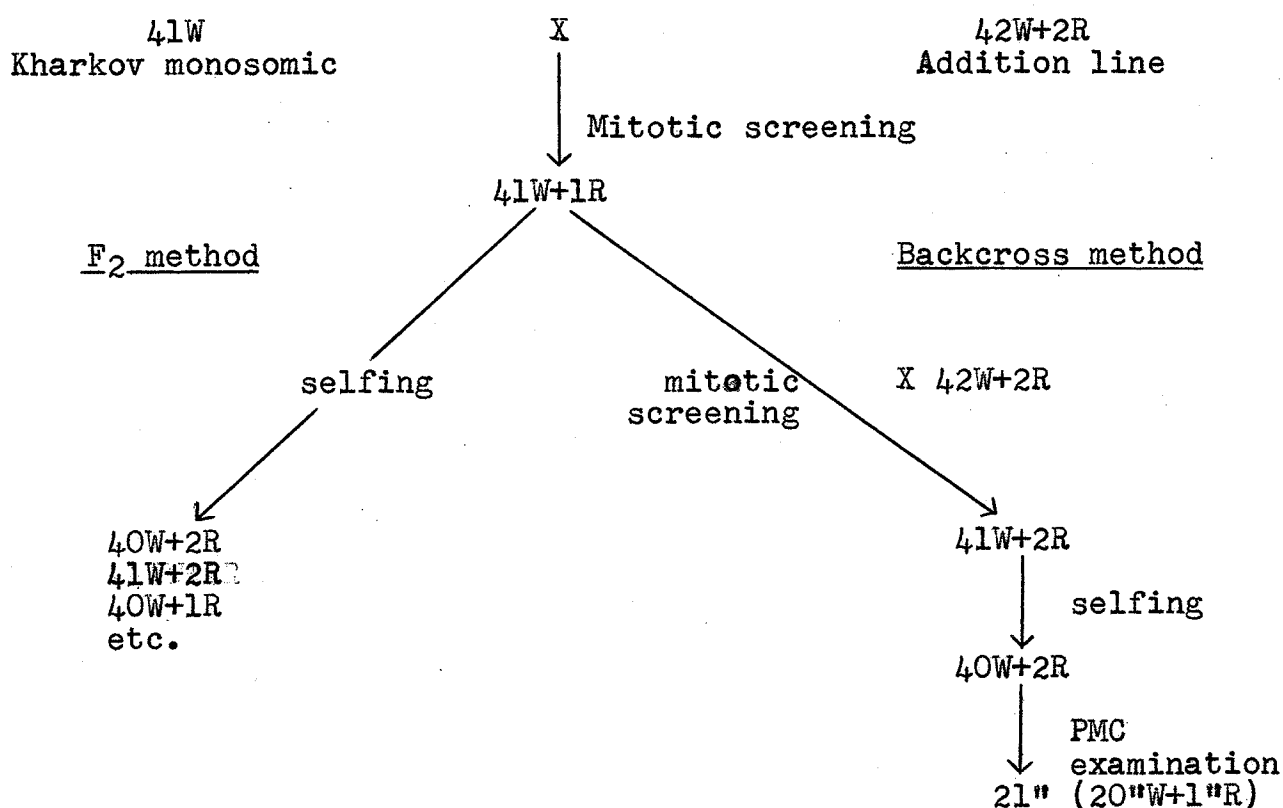 41W X 42W+2R
Kharkov monosomic Addition line
Mitotic screening
41W+1R
F2 method Backcross method
selfing mitotic X 42W+2R
screening
40W+2R 41W+2R
41W+2R
40W+1R selfing
etc.
40W+2R
PMC
examination
21" (20"W+1"R)